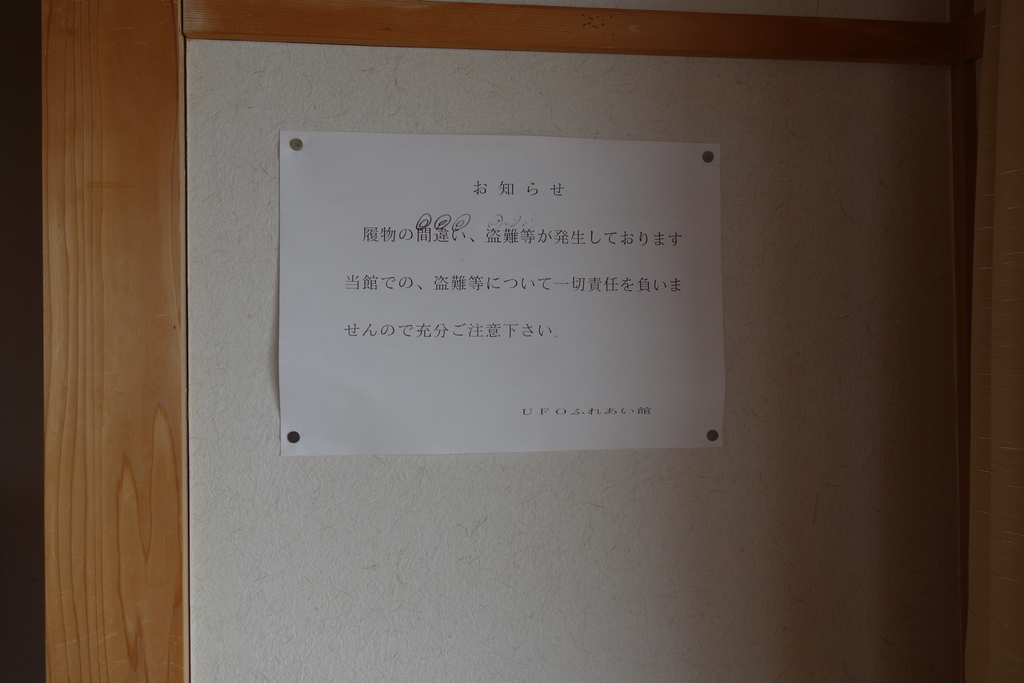 お知らせ
履物の間違い、盗難等が発生しております
当館での、盗難等について一切責任を負いま
せんので充分ご注意下さい。
ＵＦＯふれあい館